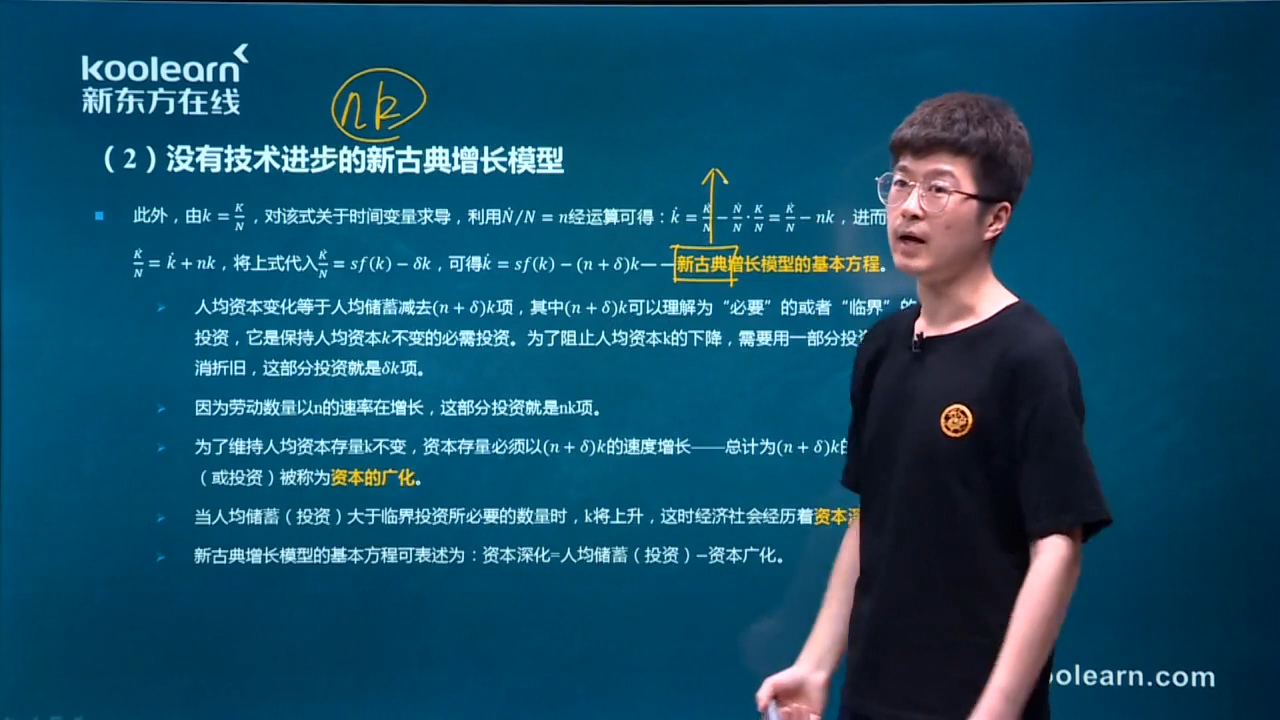 koolearn
新东方在线
nk
（2）没有技术进步的新古典增长模型
此外，由k = K/N，对该式关于时间变量求导，利用Ṅ/N = n经运算可得：k̇ = K̇/N − Ṅ/N · K/N = K̇/N − nk，进而
K̇/N = k̇ + nk，将上式代入K̇/N = sf(k) − δk，可得k̇ = sf(k) − (n + δ)k——新古典增长模型的基本方程。
人均资本变化等于人均储蓄减去(n + δ)k项，其中(n + δ)k可以理解为“必要”的或者“临界”的
投资，它是保持人均资本k不变的必需投资。为了阻止人均资本k的下降，需要用一部分投
消折旧，这部分投资就是δk项。
因为劳动数量以n的速率在增长，这部分投资就是nk项。
为了维持人均资本存量k不变，资本存量必须以(n + δ)k的速度增长——总计为(n + δ)k
（或投资）被称为资本的广化。
当人均储蓄（投资）大于临界投资所必要的数量时，k将上升，这时经济社会会经历着资本
新古典增长模型的基本方程可表述为：资本深化=人均储蓄（投资）−资本广化。
oolearn.com